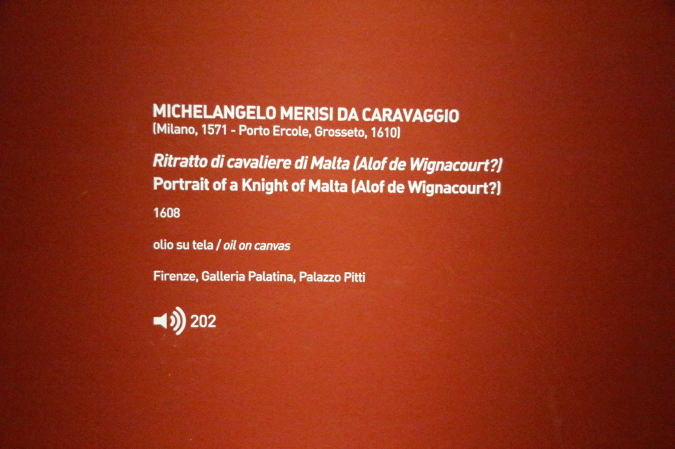 MICHELANGELO MERISI DA CARAVAGGIO
(Milano, 1571 - Porto Ercole, Grosseto, 1610)
Ritratto di cavaliere di Malta (Alof de Wignacourt?)
Portrait of a Knight of Malta (Alof de Wignacourt?)
1608
olio su tela / oil on canvas
Firenze, Galleria Palatina, Palazzo Pitti
202